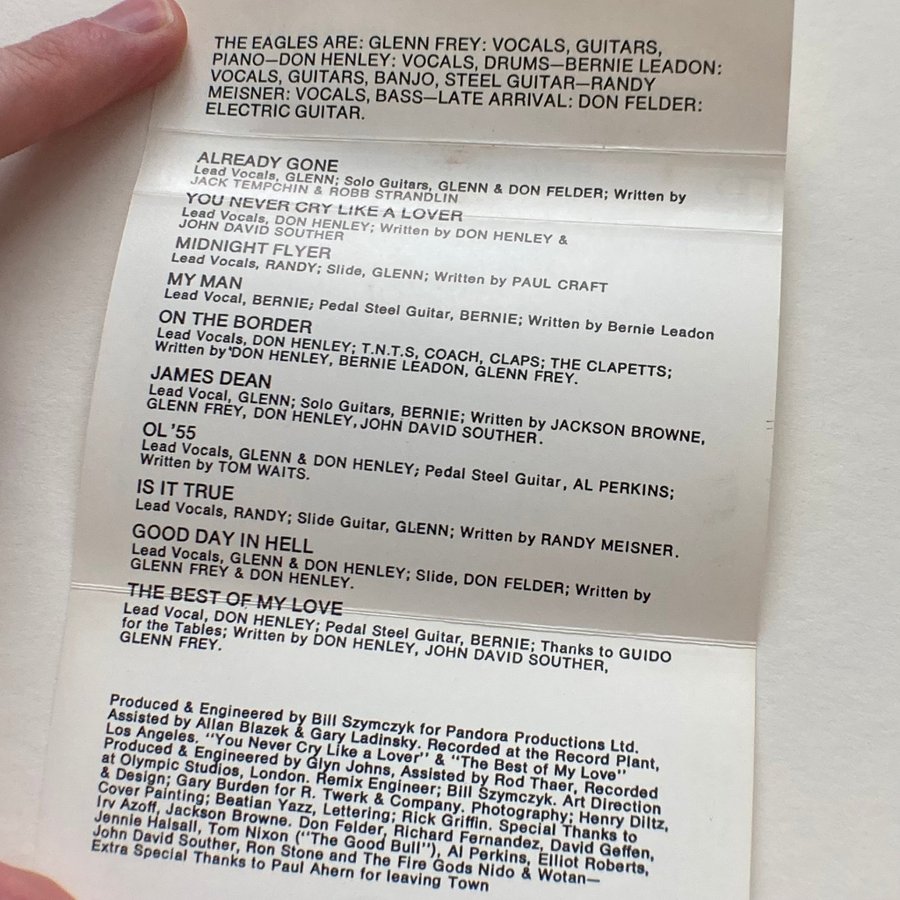 THE EAGLES ARE: GLENN FREY: VOCALS, GUITARS,
PIANO—DON HENLEY: VOCALS, DRUMS—BERNIE LEADON:
VOCALS, GUITARS, BANJO, STEEL GUITAR—RANDY
MEISNER: VOCALS, BASS—LATE ARRIVAL: DON FELDER:
ELECTRIC GUITAR.
ALREADY GONE
Lead Vocals, GLENN; Solo Guitars, GLENN & DON FELDER; Written by
JACK TEMPCHIN & ROBB STRANDLIN
YOU NEVER CRY LIKE A LOVER
Lead Vocals, DON HENLEY; Written by DON HENLEY &
JOHN DAVID SOUTHER
MIDNIGHT FLYER
Lead Vocals, RANDY; Slide, GLENN; Written by PAUL CRAFT
MY MAN
Lead Vocal, BERNIE; Pedal Steel Guitar, BERNIE; Written by Bernie Leadon
ON THE BORDER
Lead Vocals, DON HENLEY; T.N.T.S, COACH, CLAPS; THE CLAPETTS;
Written by DON HENLEY, BERNIE LEADON, GLENN FREY.
JAMES DEAN
Lead Vocal, GLENN; Solo Guitars, BERNIE; Written by JACKSON BROWNE,
GLENN FREY, DON HENLEY, JOHN DAVID SOUTHER.
OL '55
Lead Vocals, GLENN & DON HENLEY; Pedal Steel Guitar, AL PERKINS;
Written by TOM WAITS.
IS IT TRUE
Lead Vocals, RANDY; Slide Guitar, GLENN; Written by RANDY MEISNER.
GOOD DAY IN HELL
Lead Vocals, GLENN & DON HENLEY; Slide, DON FELDER; Written by
GLENN FREY & DON HENLEY.
THE BEST OF MY LOVE
Lead Vocal, DON HENLEY; Pedal Steel Guitar, BERNIE; Thanks to GUIDO
for the Tables; Written by DON HENLEY, JOHN DAVID SOUTHER,
GLENN FREY.
Produced & Engineered by Bill Szymczyk for Pandora Productions Ltd.
Assisted by Allan Blazek & Gary Ladinsky. Recorded at the Record Plant,
Los Angeles. "You Never Cry Like a Lover" & "The Best of My Love"
Produced & Engineered by Glyn Johns, Assisted by Rod Thaer, Recorded
at Olympic Studios, London. Remix Engineer; Bill Szymczyk. Art Direction
& Design; Gary Burden for R. Twerk & Company. Photography; Henry Diltz,
Cover Painting; Beatian Yazz, Lettering; Rick Griffin. Special Thanks to
Irv Azoff, Jackson Browne. Don Felder, Richard Fernandez, David Geffen,
Jennie Halsall, Tom Nixon ("The Good Bull"), Al Perkins, Elliot Roberts,
John David Souther, Ron Stone and The Fire Gods Nido & Wotan—
Extra Special Thanks to Paul Ahern for leaving Town